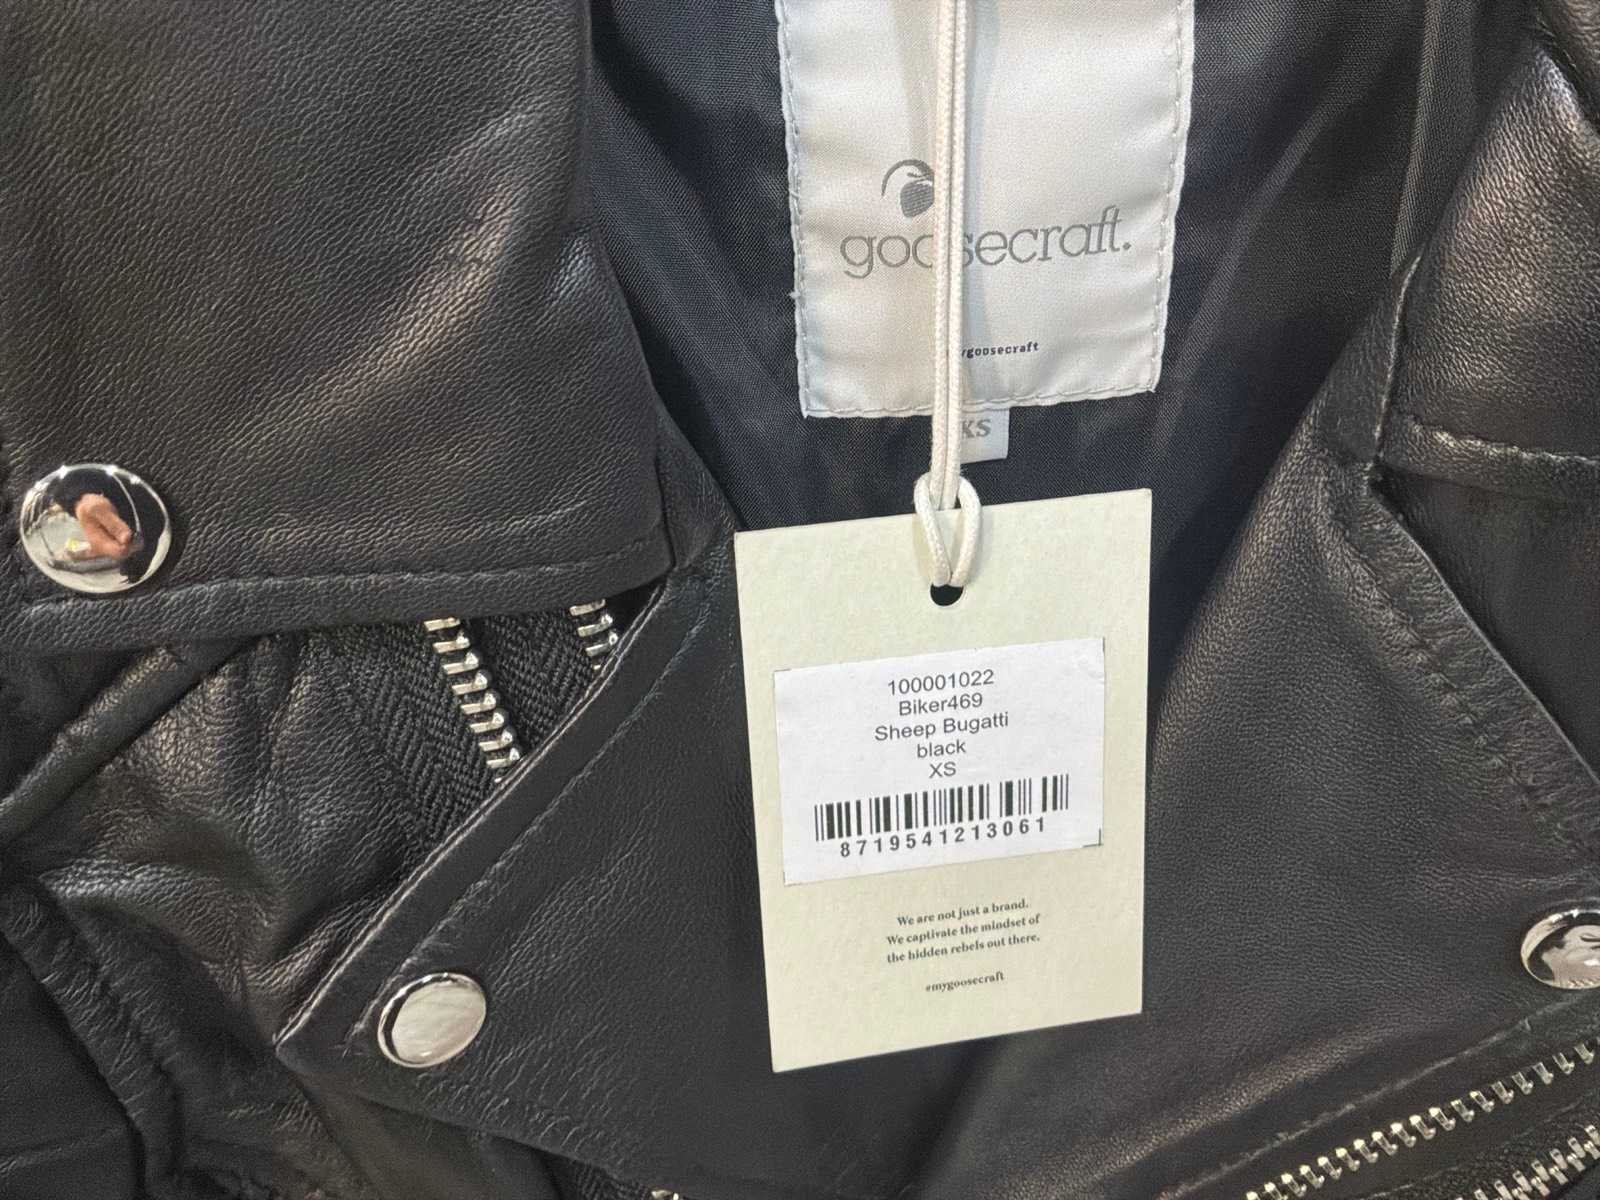 goosecraft.
#mygoosecraft
XS
100001022
Biker469
Sheep Bugatti
black
XS
8719541213061
We are not just a brand.
We captivate the mindset of
the hidden rebels out there.
#mygoosecraft